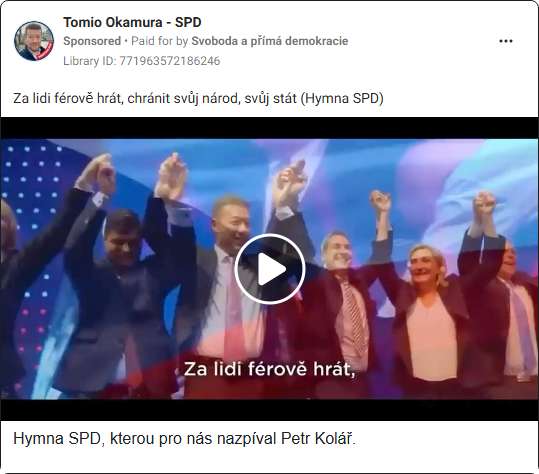 Tomio Okamura - SPD
Sponsored • Paid for by Svoboda a přímá demokracie
Library ID: 771963572186246
Za lidi férově hrát, chránit svůj národ, svůj stát (Hymna SPD)
Za lidi férově hrát,
Hymna SPD, kterou pro nás nazpíval Petr Kolář.